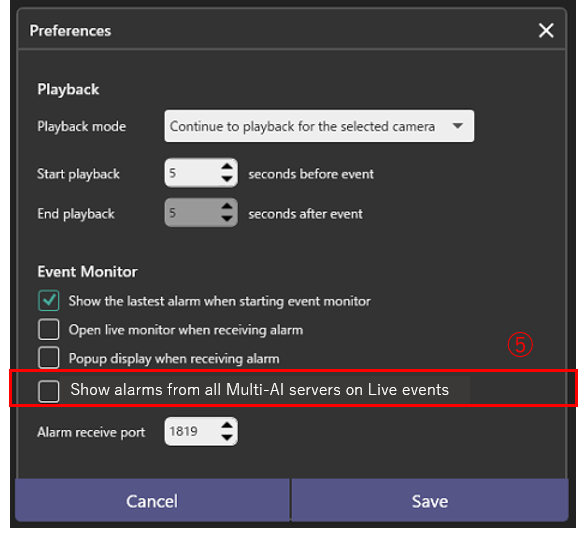 Preferences
Playback
Playback mode Continue to playback for the selected camera
Start playback 5 seconds before event
End playback 5 seconds after event
Event Monitor
Show the lastest alarm when starting event monitor
Open live monitor when receiving alarm
⑤
Popup display when receiving alarm
Show alarms from all Multi-AI servers on Live events
Alarm receive port 1819
Cancel Save